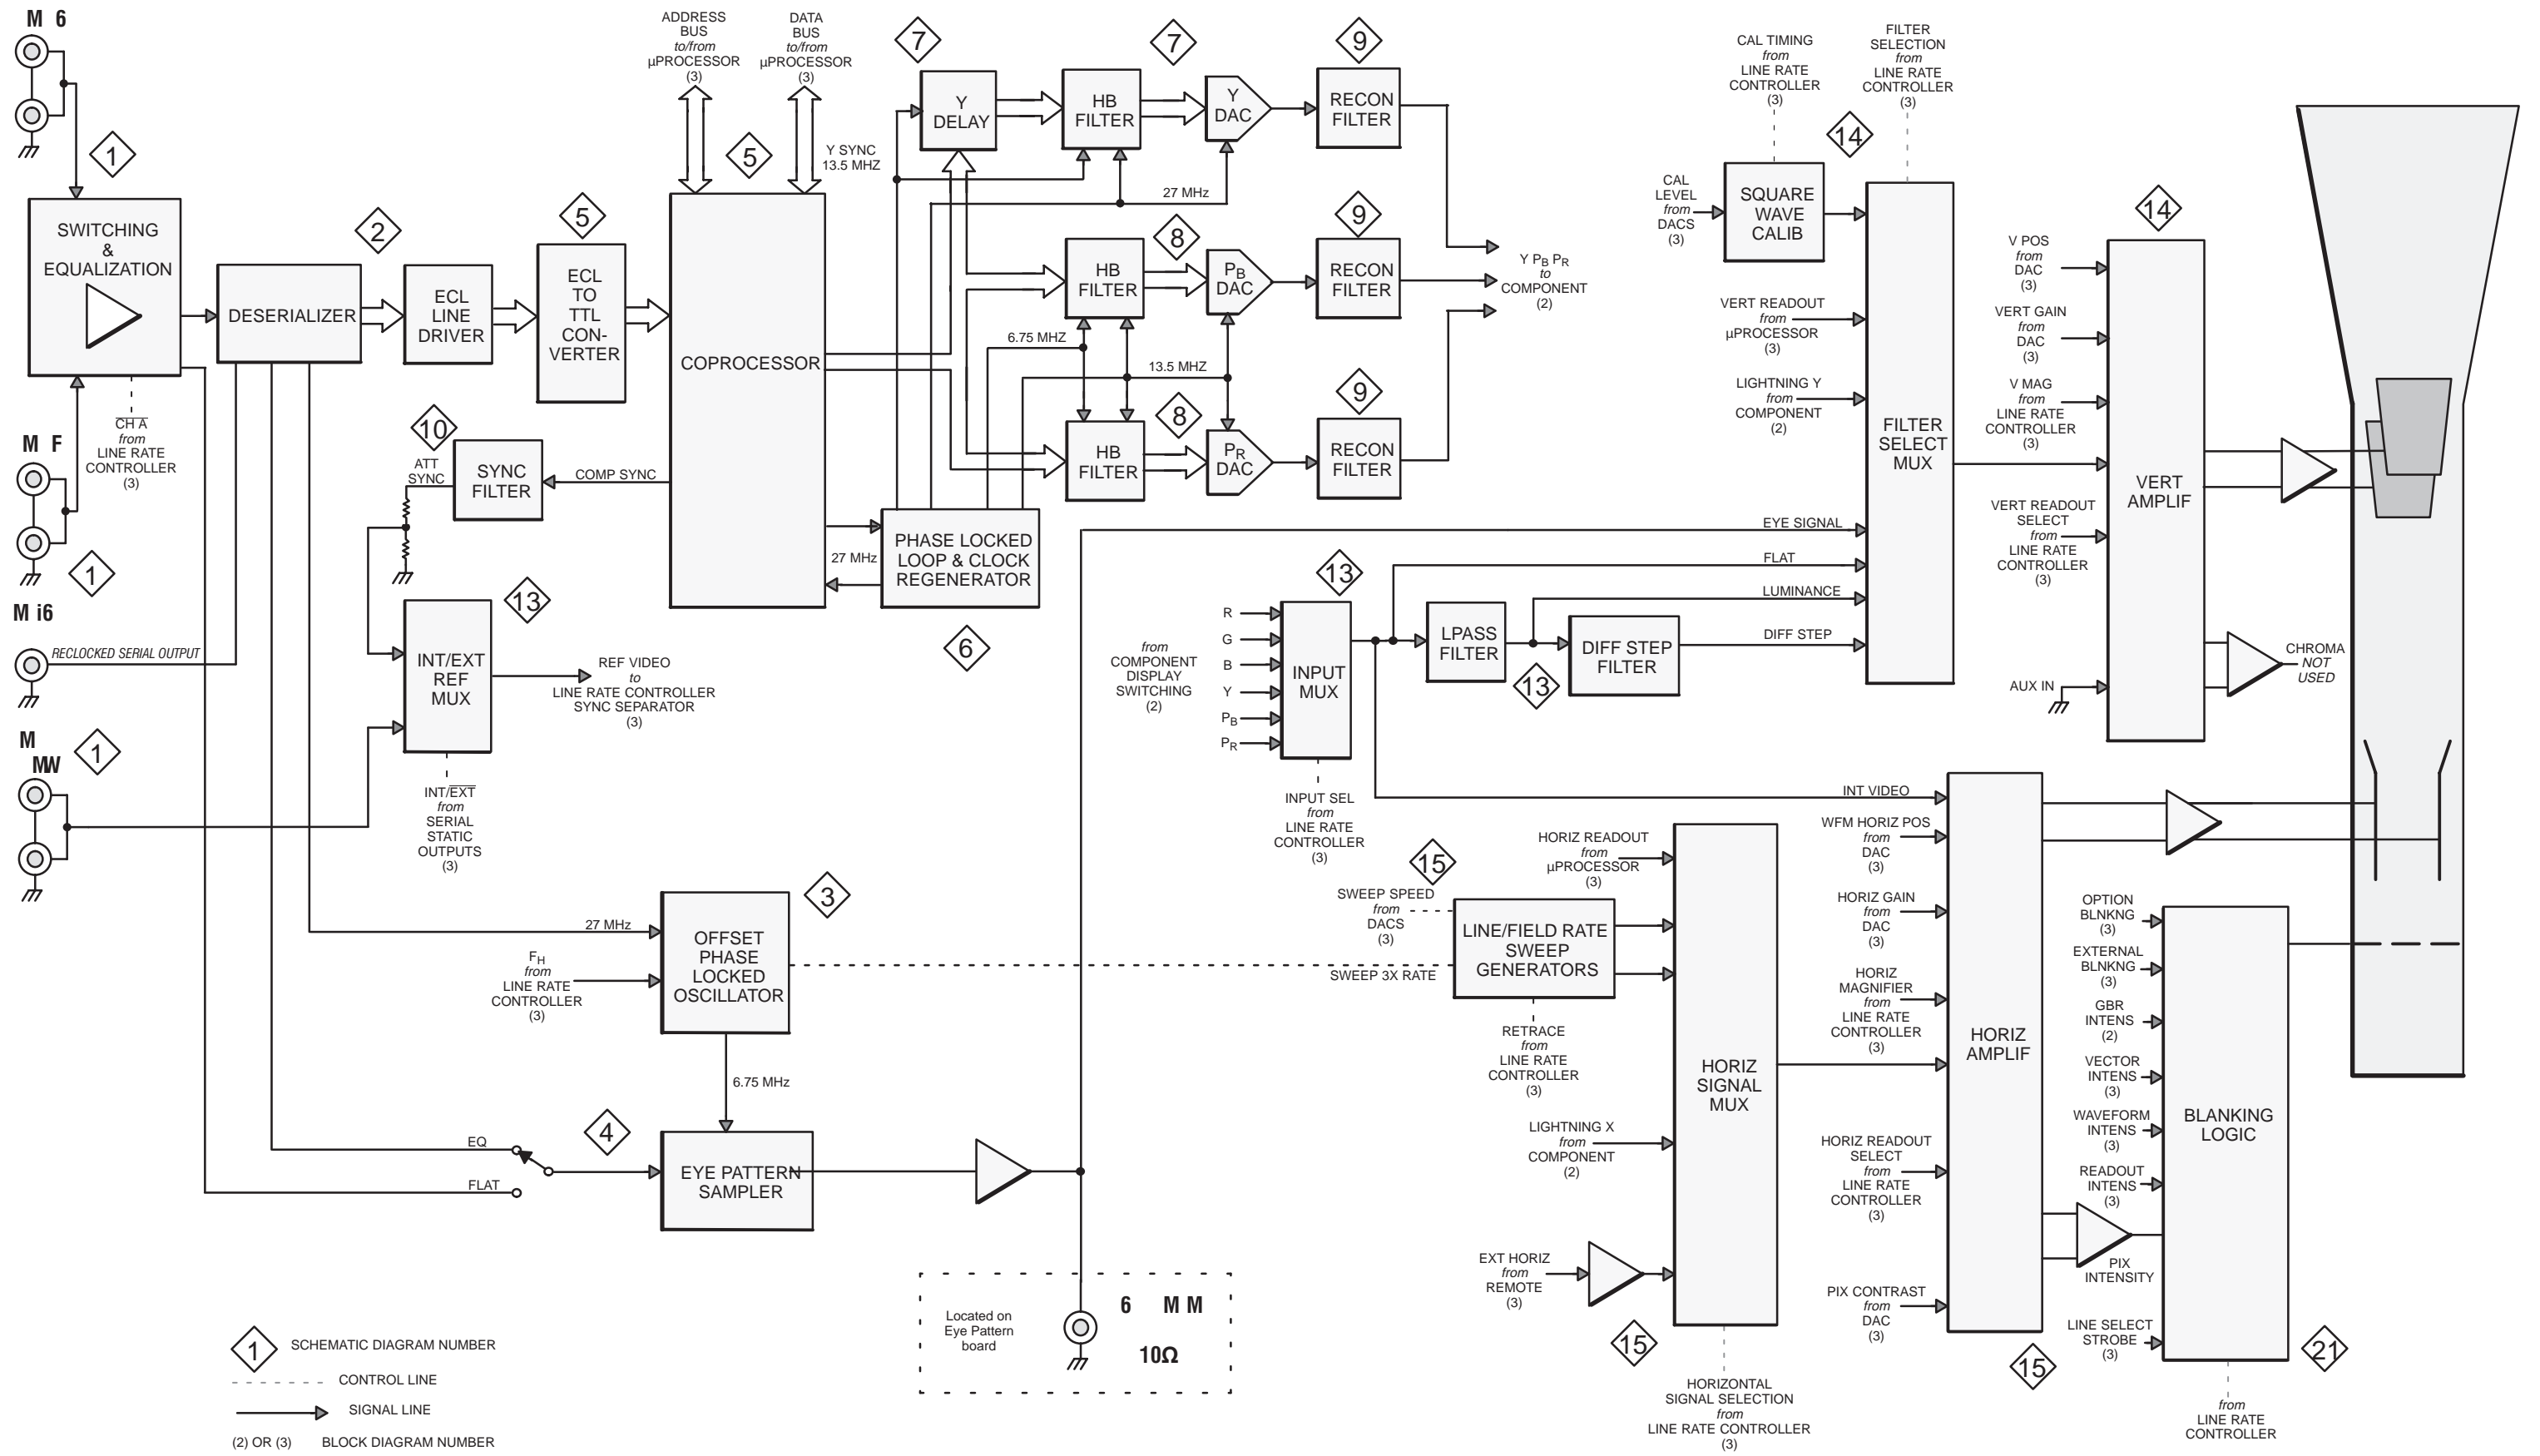 M 6
1
SWITCHING
&
EQUALIZATION
CH A
from
LINE RATE
CONTROLLER
(3)
M F
1
M i6
RECLOCKED SERIAL OUTPUT
M
MW
1
2
DESERIALIZER
ECL
LINE
DRIVER
5
ECL
TO
TTL
CON-
VERTER
ADDRESS
BUS
to/from
µPROCESSOR
(3)
DATA
BUS
to/from
µPROCESSOR
(3)
5
COPROCESSOR
10
ATT
SYNC
SYNC
FILTER
COMP SYNC
13
INT/EXT
REF
MUX
REF VIDEO
to
LINE RATE CONTROLLER
SYNC SEPARATOR
(3)
INT/EXT
from
SERIAL
STATIC
OUTPUTS
(3)
Y SYNC
13.5 MHZ
7
Y
DELAY
7
HB
FILTER
Y
DAC
9
RECON
FILTER
27 MHz
8
HB
FILTER
PB
DAC
9
RECON
FILTER
6.75 MHZ
13.5 MHZ
8
HB
FILTER
PR
DAC
9
RECON
FILTER
Y PB PR
to
COMPONENT
(2)
27 MHz
PHASE LOCKED
LOOP & CLOCK
REGENERATOR
6
3
27 MHz
FH
from
LINE RATE
CONTROLLER
(3)
OFFSET
PHASE
LOCKED
OSCILLATOR
6.75 MHz
EQ
FLAT
4
EYE PATTERN
SAMPLER
Located on
Eye Pattern
board
6 M M
10Ω
CAL TIMING
from
LINE RATE
CONTROLLER
(3)
FILTER
SELECTION
from
LINE RATE
CONTROLLER
(3)
14
CAL
LEVEL
from
DACS
(3)
SQUARE
WAVE
CALIB
VERT READOUT
from
µPROCESSOR
(3)
LIGHTNING Y
from
COMPONENT
(2)
FILTER
SELECT
MUX
EYE SIGNAL
FLAT
LUMINANCE
DIFF STEP
13
from
COMPONENT
DISPLAY
SWITCHING
(2)
R
G
B
Y
PB
PR
INPUT
MUX
LPASS
FILTER
13
DIFF STEP
FILTER
INPUT SEL
from
LINE RATE
CONTROLLER
(3)
14
V POS
from
DAC
(3)
VERT GAIN
from
DAC
(3)
V MAG
from
LINE RATE
CONTROLLER
(3)
VERT READOUT
SELECT
from
LINE RATE
CONTROLLER
(3)
AUX IN
VERT
AMPLIF
CHROMA
NOT
USED
15
HORIZ READOUT
from
µPROCESSOR
(3)
SWEEP SPEED
from
DACS
(3)
SWEEP 3X RATE
LINE/FIELD RATE
SWEEP
GENERATORS
RETRACE
from
LINE RATE
CONTROLLER
(3)
LIGHTNING X
from
COMPONENT
(2)
EXT HORIZ
from
REMOTE
(3)
15
HORIZ
SIGNAL
MUX
HORIZONTAL
SIGNAL SELECTION
from
LINE RATE CONTROLLER
(3)
INT VIDEO
WFM HORIZ POS
from
DAC
(3)
HORIZ GAIN
from
DAC
(3)
HORIZ
MAGNIFIER
from
LINE RATE
CONTROLLER
(3)
HORIZ READOUT
SELECT
from
LINE RATE
CONTROLLER
(3)
PIX CONTRAST
from
DAC
(3)
HORIZ
AMPLIF
15
PIX
INTENSITY
OPTION
BLNKNG
(3)
EXTERNAL
BLNKNG
(3)
GBR
INTENS
(2)
VECTOR
INTENS
(3)
WAVEFORM
INTENS
(3)
READOUT
INTENS
(3)
LINE SELECT
STROBE
(3)
BLANKING
LOGIC
21
from
LINE RATE
CONTROLLER
1 SCHEMATIC DIAGRAM NUMBER
CONTROL LINE
SIGNAL LINE
(2) OR (3) BLOCK DIAGRAM NUMBER